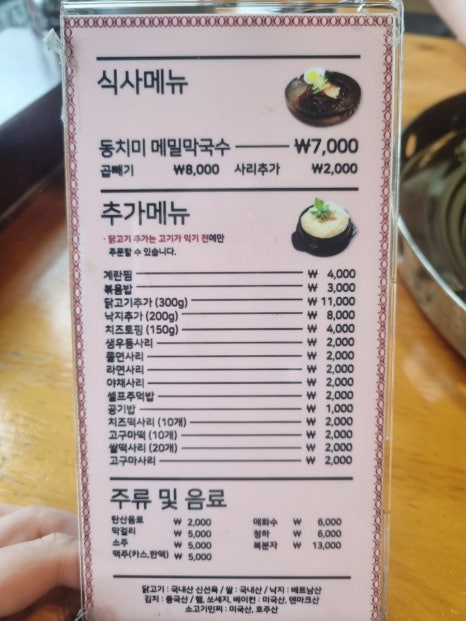 식사메뉴
동치미 메밀막국수 ₩7,000
곱빼기 ₩8,000 사리추가 ₩2,000
추가메뉴
· 닭고기 추가는 고기가 익기 전에만
주문할 수 있습니다.
계란찜 ₩ 4,000
볶음밥 ₩ 3,000
닭고기추가 (300g) ₩ 11,000
낙지추가 (200g) ₩ 8,000
치즈토핑 (150g) ₩ 4,000
생우동사리 ₩ 2,000
쫄면사리 ₩ 2,000
라면사리 ₩ 2,000
야채사리 ₩ 2,000
셀프주먹밥 ₩ 2,000
공기밥 ₩ 1,000
치즈떡사리 (10개) ₩ 2,000
고구마떡 (10개) ₩ 2,000
쌀떡사리 (20개) ₩ 2,000
고구마사리 ₩ 2,000
주류 및 음료
탄산음료 ₩ 2,000 매화수 ₩ 6,000
막걸리 ₩ 5,000 청하 ₩ 6,000
소주 ₩ 5,000 복분자 ₩ 13,000
맥주(카스,한맥) ₩ 5,000
닭고기 : 국내산 신선육 / 쌀 : 국내산 / 낙지 : 베트남산
김치 : 중국산 / 햄, 쏘세지, 베이컨 : 미국산, 덴마크산
소고기민찌 : 미국산, 호주산